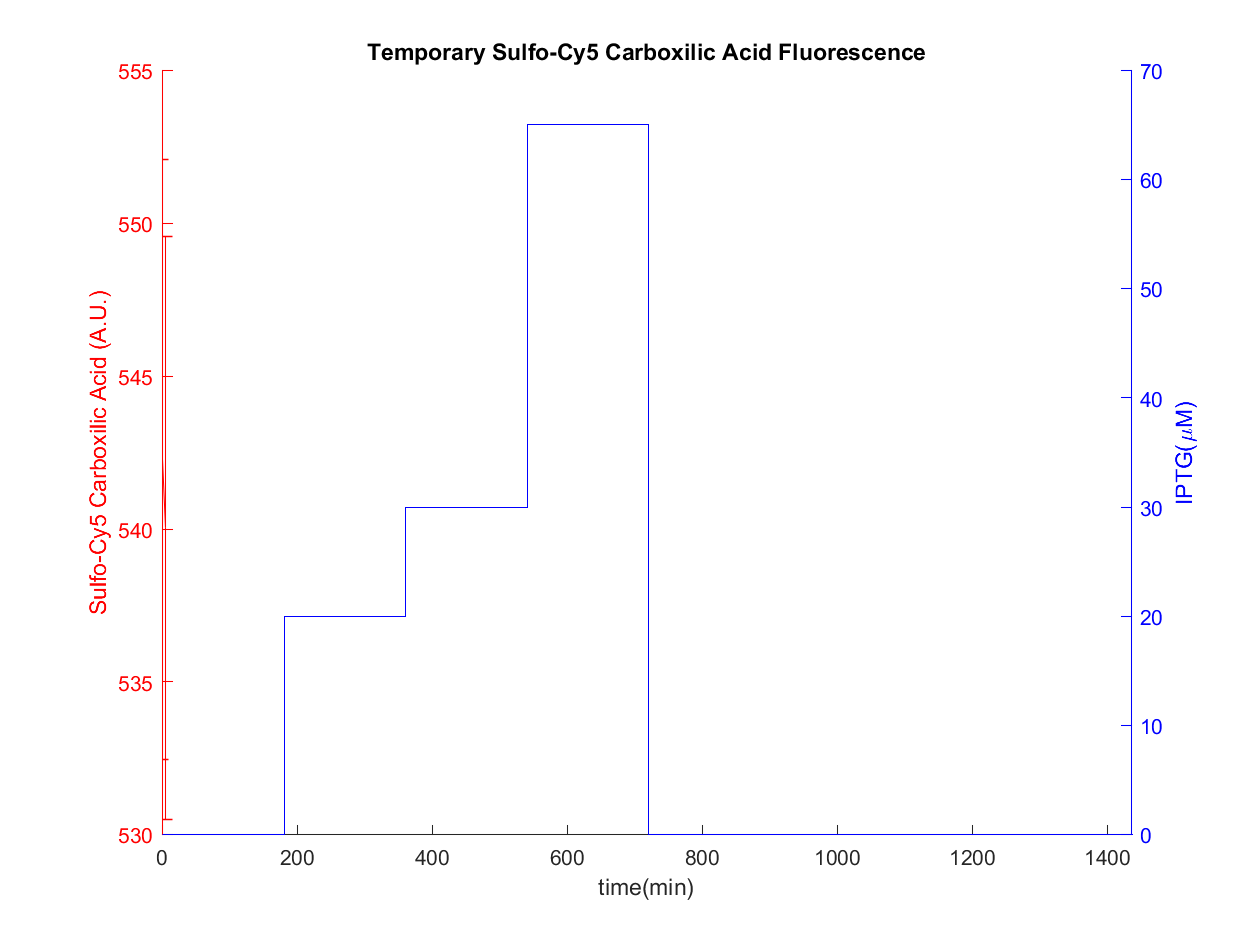 Temporary Sulfo-Cy5 Carboxilic Acid Fluorescence
555
550
545
540
535
530
Sulfo-Cy5 Carboxilic Acid (A.U.)
70
60
50
40
30
20
10
0
IPTG(μM)
0 200 400 600 800 1000 1200 1400
time(min)